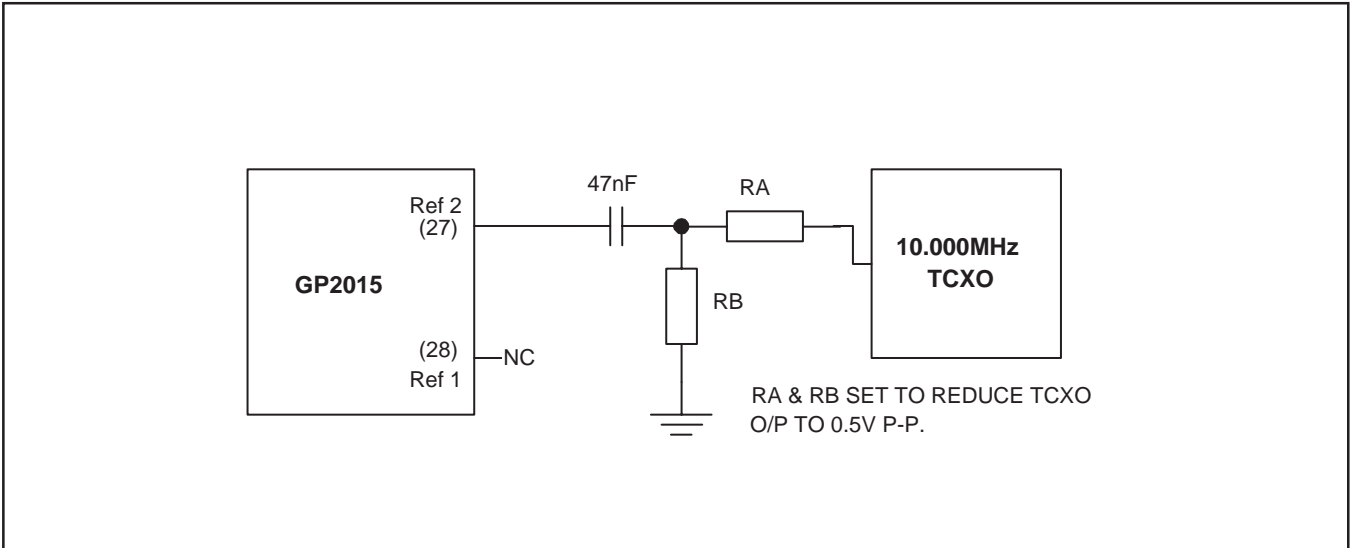 47nF
RA
Ref 2
(27)
10.000MHz
TCXO
GP2015
RB
(28)
NC
Ref 1
RA & RB SET TO REDUCE TCXO
O/P TO 0.5V P-P.